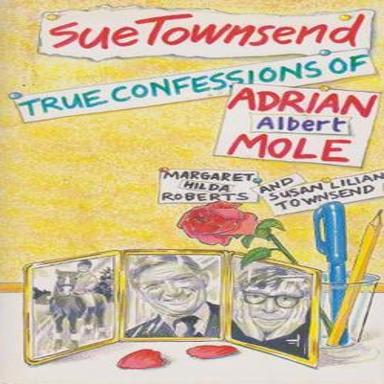 Sue Townsend
TRUE CONFESSIONS OF
ADRIAN
Albert
MOLE
MARGARET
HILDA
ROBERTS
AND
SUSAN LILIAN
TOWNSEND